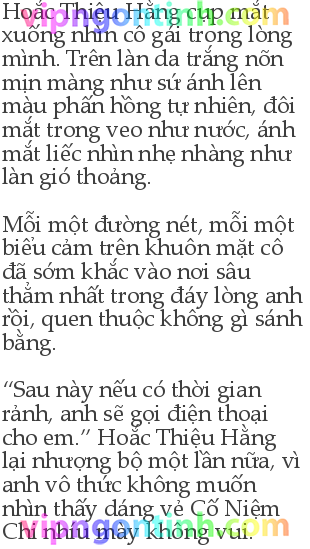 vipngontinh.com
Hoắc Thiệu Hằng cụp mắt
xuống nhìn cô gái trong lòng
mình. Trên làn da trắng nõn
mịn màng như sứ ánh lên
màu phấn hồng tự nhiên, đôi
mắt trong veo như nước, ánh
mắt liếc nhìn nhẹ nhàng như
làn gió thoảng.
Mỗi một đường nét, mỗi một
biểu cảm trên khuôn mặt cô
đã sớm khắc vào nơi sâu
thẳm nhất trong đáy lòng anh
rồi, quen thuộc không gì sánh
bằng.
“Sau này nếu có thời gian
rảnh, anh sẽ gọi điện thoại
cho em.” Hoắc Thiệu Hằng
lại nhượng bộ một lần nữa, vì
anh vô thức không muốn
nhìn thấy dáng vẻ Cố Niệm
Chi nhíu mày không vui.
vipngontinh.com